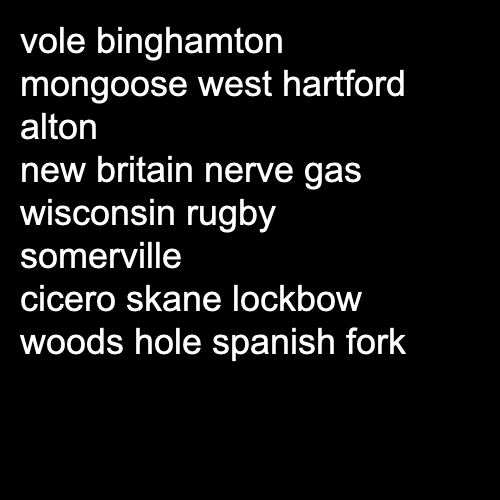 vole binghamton
mongoose west hartford
alton
new britain nerve gas
wisconsin rugby
somerville
cicero skane lockbow
woods hole spanish fork